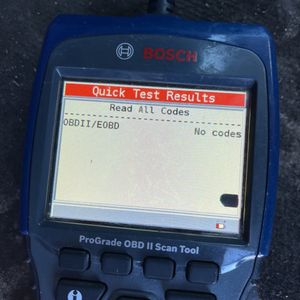 BOSCH
Quick Test Results
Read All Codes
OBDII/EOBD No codes
ProGrade OBD II Scan Tool
i